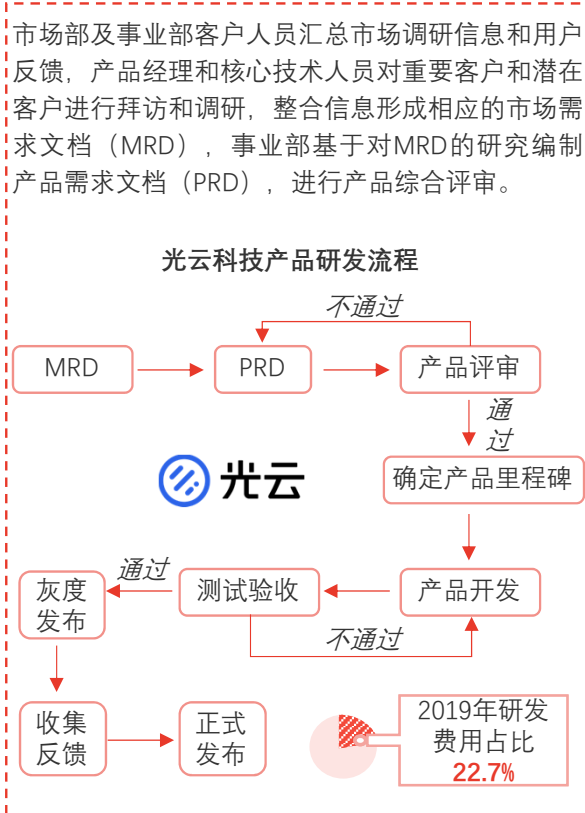 市场部及事业部客户人员汇总市场调研信息和用户
反馈，产品经理和核心技术人员对重要客户和潜在
客户进行拜访和调研，整合信息形成相应的市场需
求文档（MRD），事业部基于对MRD的研究编制
产品需求文档（PRD），进行产品综合评审。
光云科技产品研发流程
不通过
MRD
PRD
产品评审
通
过
光云
确定产品里程碑
灰度
发布
通过
测试验收
产品开发
不通过
收集
反馈
正式
发布
2019年研发
费用占比
22.7%